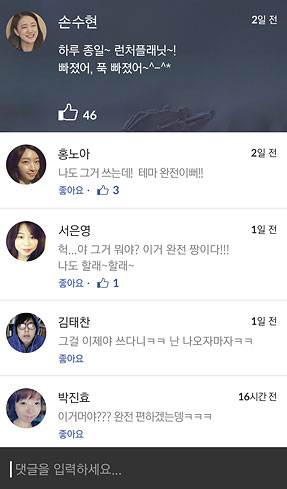 손수현
2일 전
하루 종일~ 런처플래닛~!
빠졌어, 푹 빠졌어~^-^*
46
홍노아
2일 전
나도 그거 쓰는데! 테마 완전이뻐!!
좋아요 · 3
서은영
1일 전
헉...야 그거 뭐야? 이거 완전 짱이다!!!
나도 할래~할래~
좋아요 · 1
김태찬
1일 전
그걸 이제야 쓰다니ㅋㅋ 난 나오자마자ㅋㅋ
좋아요
박진효
16시간 전
이거머야??? 완전 편하겠는뎅ㅋㅋㅋ
좋아요
댓글을 입력하세요...